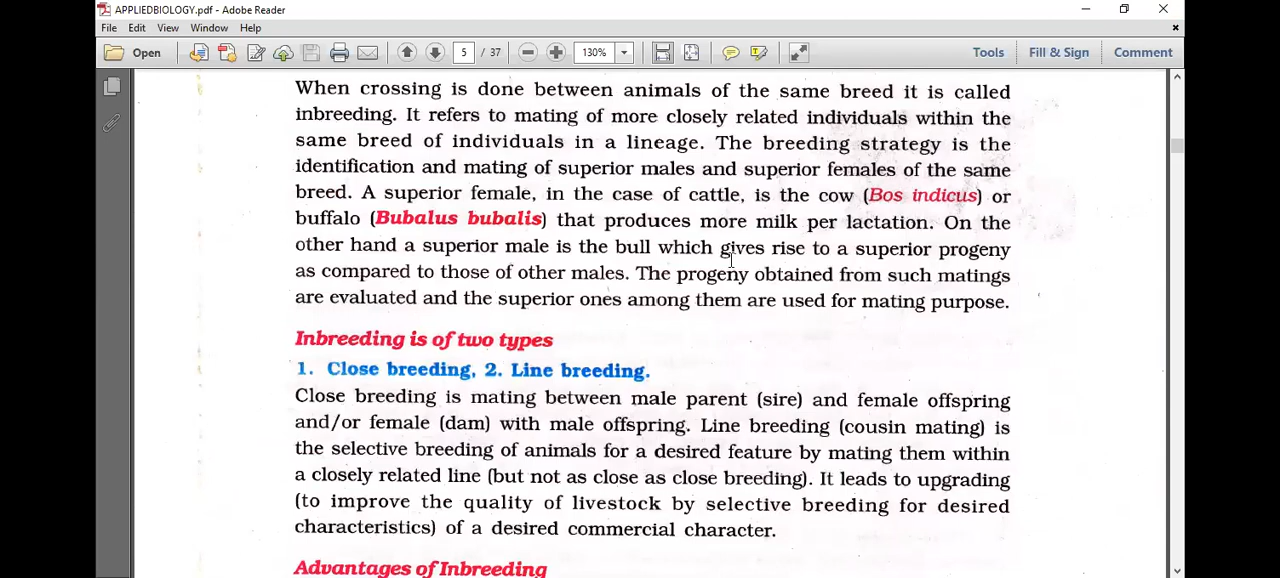 APPLIEDBIOLOGY.pdf - Adobe Reader
File Edit View Window Help
Open 5 / 37 130% Tools Fill & Sign Comment
When crossing is done between animals of the same breed it is called
inbreeding. It refers to mating of more closely related individuals within the
same breed of individuals in a lineage. The breeding strategy is the
identification and mating of superior males and superior females of the same
breed. A superior female, in the case of cattle, is the cow (Bos indicus) or
buffalo (Bubalus bubalis) that produces more milk per lactation. On the
other hand a superior male is the bull which gives rise to a superior progeny
as compared to those of other males. The progeny obtained from such matings
are evaluated and the superior ones among them are used for mating purpose.
Inbreeding is of two types
1. Close breeding, 2. Line breeding.
Close breeding is mating between male parent (sire) and female offspring
and/or female (dam) with male offspring. Line breeding (cousin mating) is
the selective breeding of animals for a desired feature by mating them within
a closely related line (but not as close as close breeding). It leads to upgrading
(to improve the quality of livestock by selective breeding for desired
characteristics) of a desired commercial character.
Advantages of Inbreeding